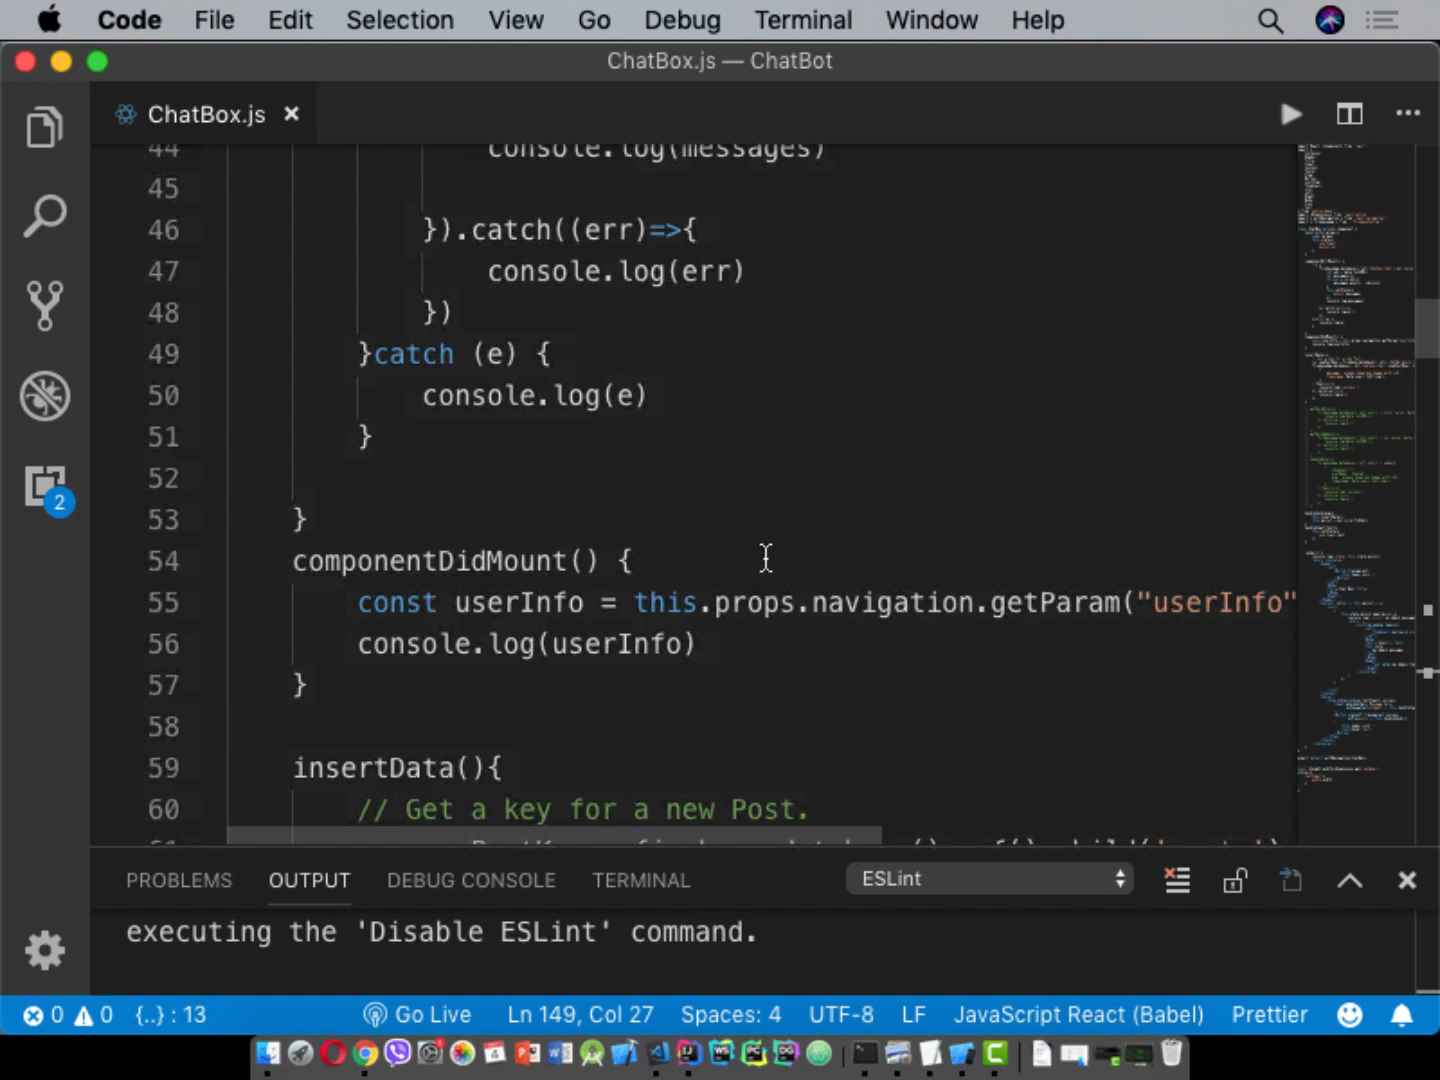 Code File Edit Selection View Go Debug Terminal Window Help
ChatBox.js — ChatBot
ChatBox.js
44 console.log(messages)
45
46 }).catch((err)=>{
47 console.log(err)
48 })
49 }catch (e) {
50 console.log(e)
51 }
52
53 }
54 componentDidMount() {
55 const userInfo = this.props.navigation.getParam("userInfo"
56 console.log(userInfo)
57 }
58
59 insertData(){
60 // Get a key for a new Post.
2
PROBLEMS OUTPUT DEBUG CONSOLE TERMINAL ESLint
executing the 'Disable ESLint' command.
0 0 {..} : 13 Go Live Ln 149, Col 27 Spaces: 4 UTF-8 LF JavaScript React (Babel) Prettier